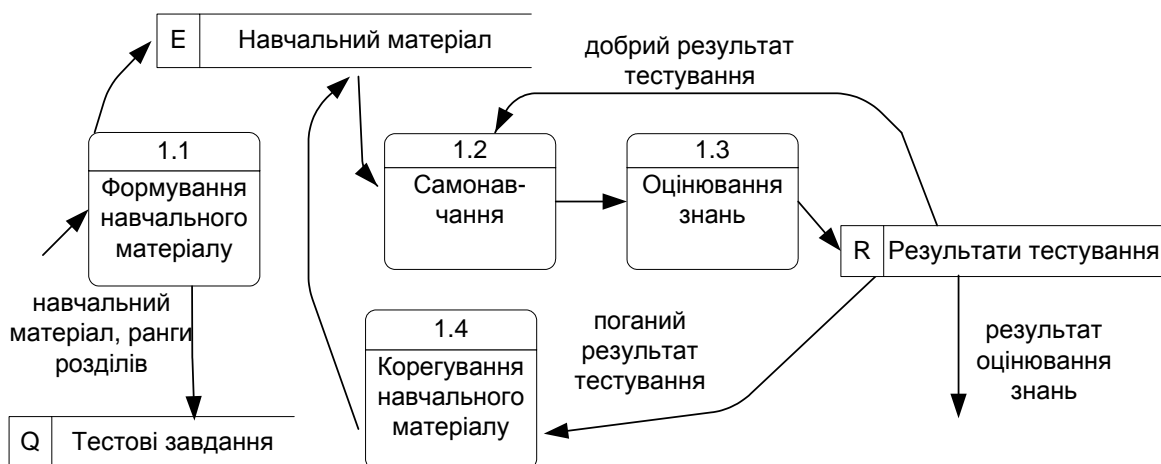 E Навчальний матеріал
добрий результат
тестування
1.1
Формування
навчального
матеріалу
1.2
Самонав-
чання
1.3
Оцінювання
знань
R Результати тестування
навчальний
матеріал, ранги
розділів
1.4
Корегування
навчального
матеріалу
поганий
результат
тестування
результат
оцінювання
знань
Q Тестові завдання